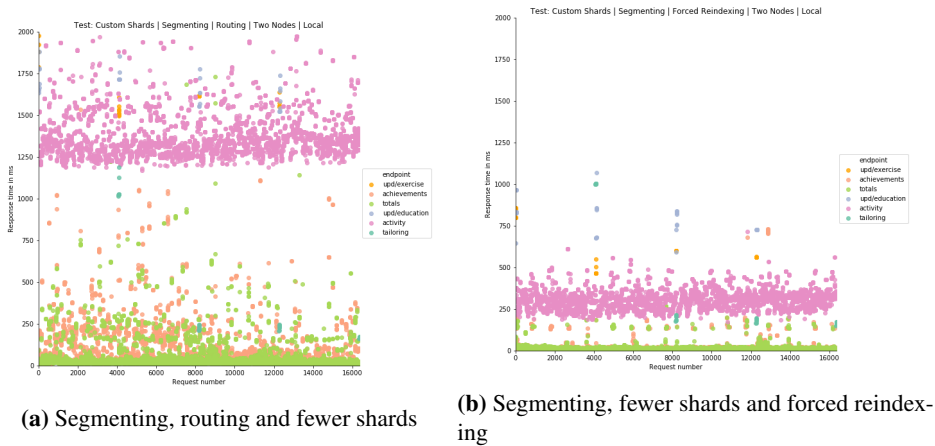 Test: Custom Shards | Segmenting | Routing | Two Nodes | Local
2000
1750
1500
1250
1000
750
500
250
0
Response time in ms
0
2000
4000
6000
8000
10000
12000
14000
16000
Request number
endpoint
upd/exercise
achievements
totals
upd/education
activity
tailoring
(a) Segmenting, routing and fewer shards
Test: Custom Shards | Segmenting | Forced Reindexing | Two Nodes | Local
2000
1750
1500
1250
1000
750
500
250
0
Response time in ms
0
2000
4000
6000
8000
10000
12000
14000
16000
Request number
endpoint
upd/exercise
achievements
totals
upd/education
activity
tailoring
(b) Segmenting, fewer shards and forced reindex-
ing